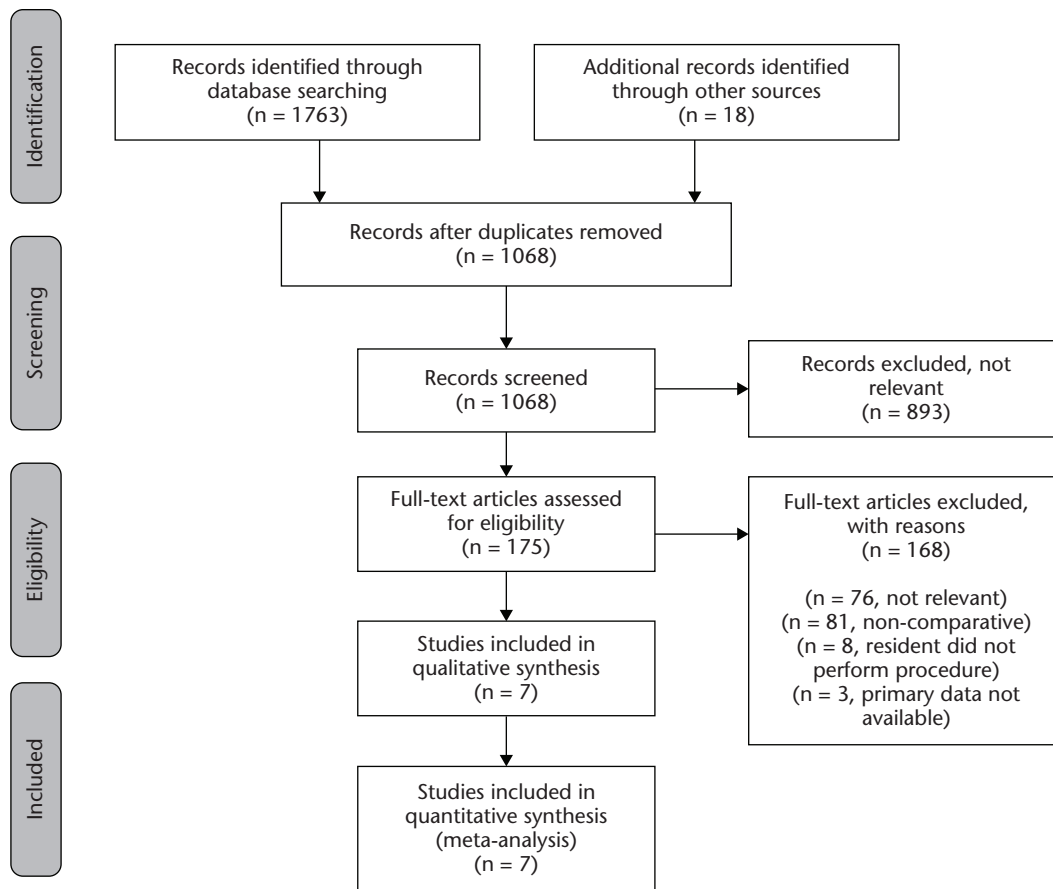 Identification
Records identified through
database searching
(n = 1763)
Additional records identified
through other sources
(n = 18)
Records after duplicates removed
(n = 1068)
Screening
Records screened
(n = 1068)
Records excluded, not
relevant
(n = 893)
Eligibility
Full-text articles assessed
for eligibility
(n = 175)
Full-text articles excluded,
with reasons
(n = 168)
(n = 76, not relevant)
(n = 81, non-comparative)
(n = 8, resident did not
perform procedure)
(n = 3, primary data not
available)
Studies included in
qualitative synthesis
(n = 7)
Included
Studies included in
quantitative synthesis
(meta-analysis)
(n = 7)